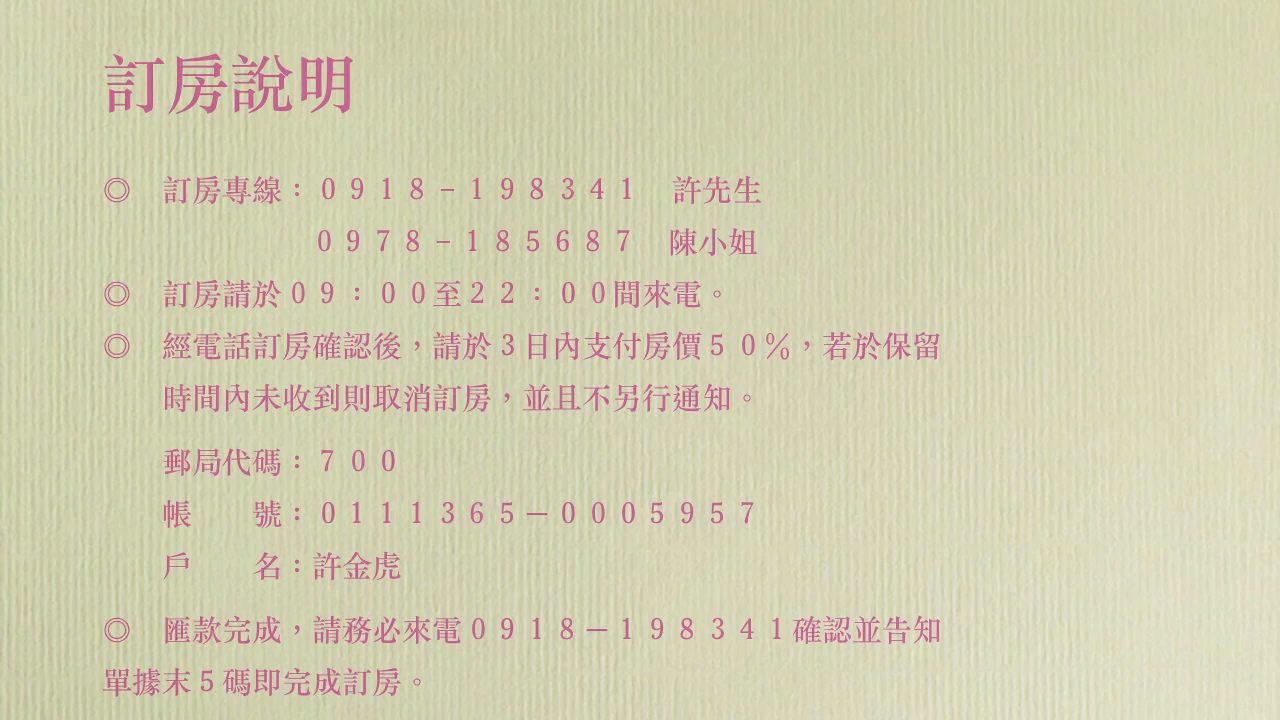 訂房說明
◎　訂房專線：０９１８－１９８３４１　許先生
０９７８－１８５６８７　陳小姐
◎　訂房請於０９：００至２２：００間來電。
◎　經電話訂房確認後，請於３日內支付房價５０％，若於保留
時間內未收到則取消訂房，並且不另行通知。
郵局代碼：７００
帳　　號：０１１１３６５－０００５９５７
戶　　名：許金虎
◎　匯款完成，請務必來電０９１８－１９８３４１確認並告知
單據末５碼即完成訂房。